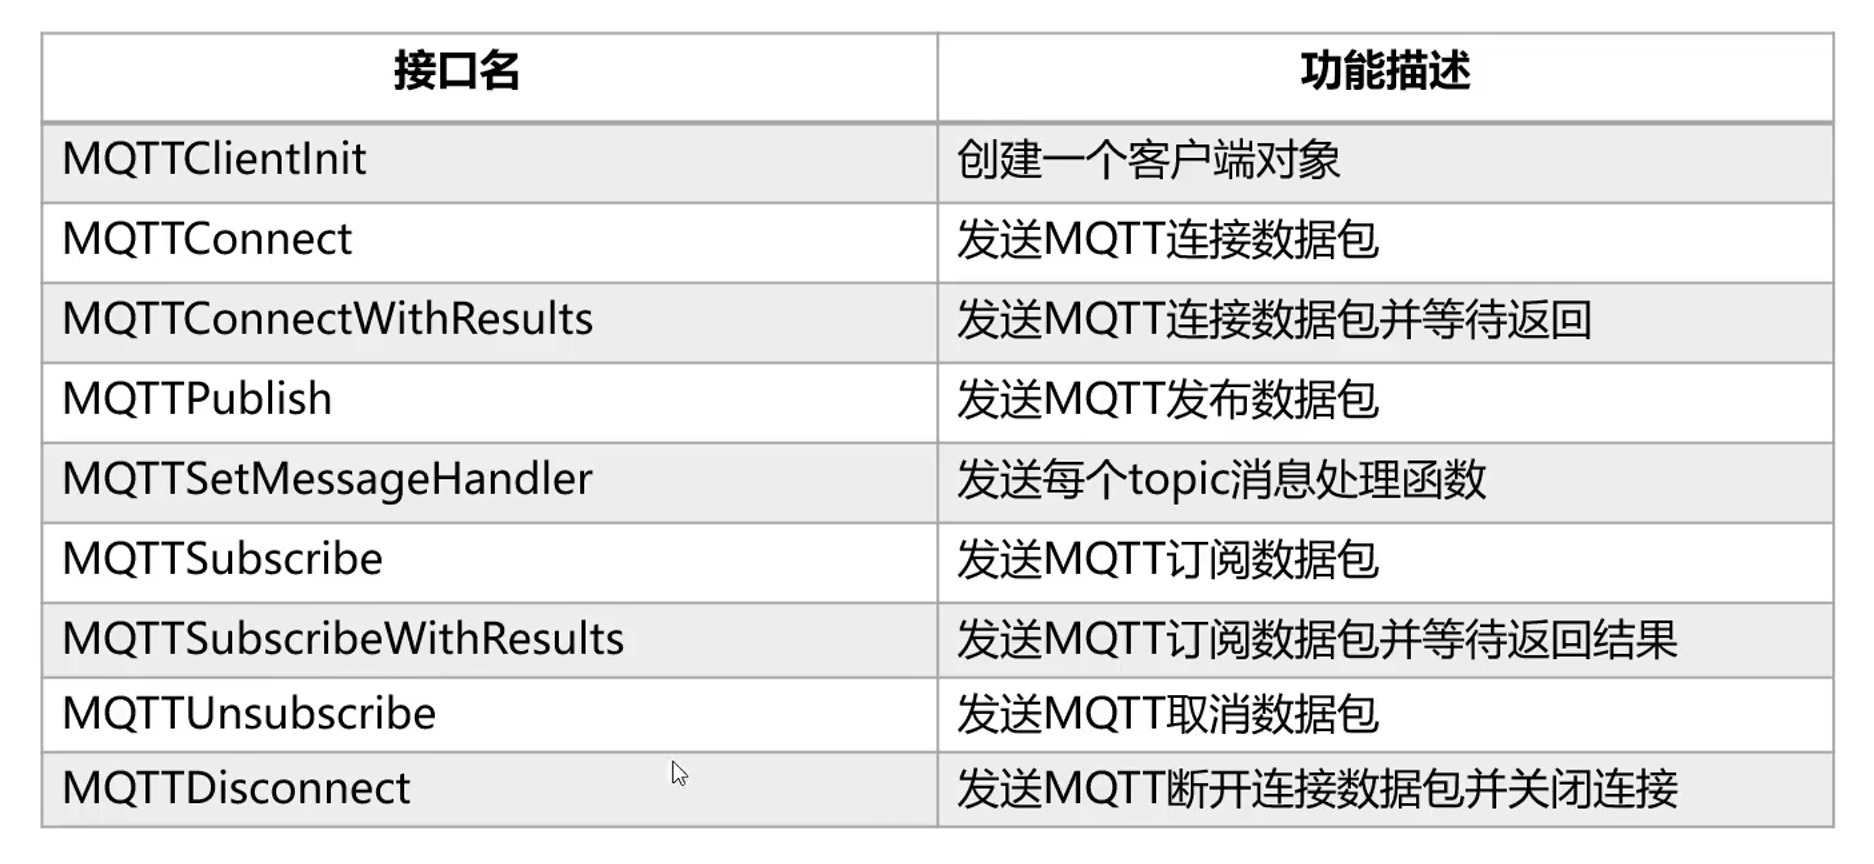 接口名 功能描述
MQTTClientInit 创建一个客户端对象
MQTTConnect 发送MQTT连接数据包
MQTTConnectWithResults 发送MQTT连接数据包并等待返回
MQTTPublish 发送MQTT发布数据包
MQTTSetMessageHandler 发送每个topic消息处理函数
MQTTSubscribe 发送MQTT订阅数据包
MQTTSubscribeWithResults 发送MQTT订阅数据包并等待返回结果
MQTTUnsubscribe 发送MQTT取消数据包
MQTTDisconnect 发送MQTT断开连接数据包并关闭连接